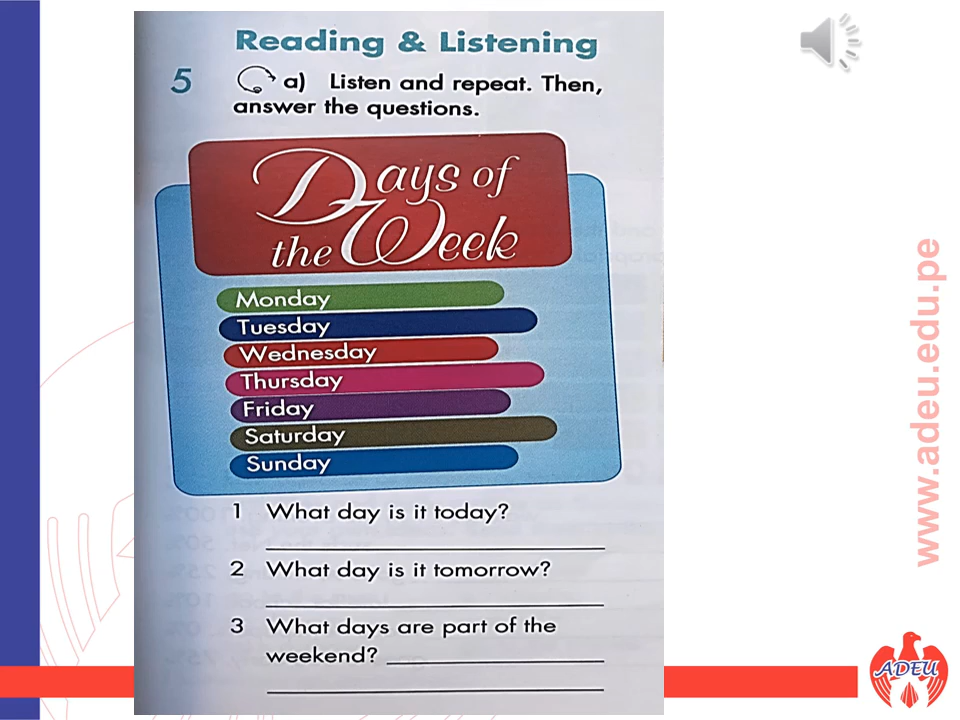 Reading & Listening
5 a) Listen and repeat. Then,
answer the questions.
Days of
the Week
Monday
Tuesday
Wednesday
Thursday
Friday
Saturday
Sunday
1 What day is it today?
2 What day is it tomorrow?
3 What days are part of the
weekend?
www.adeu.edu.pe
ADEU